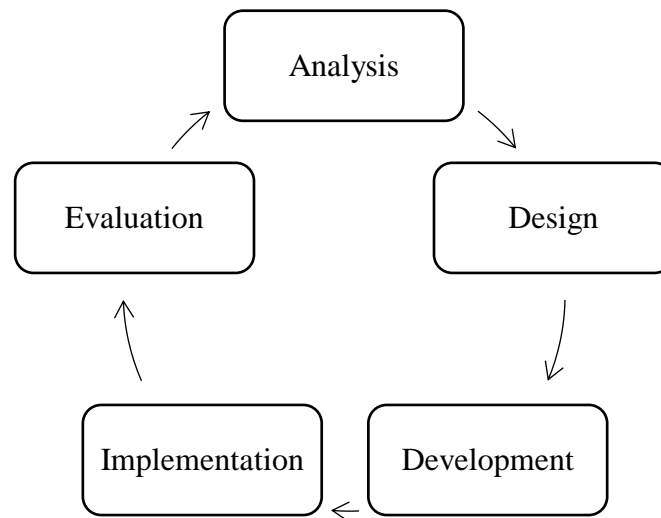 Analysis
Design
Development
Implementation
Evaluation